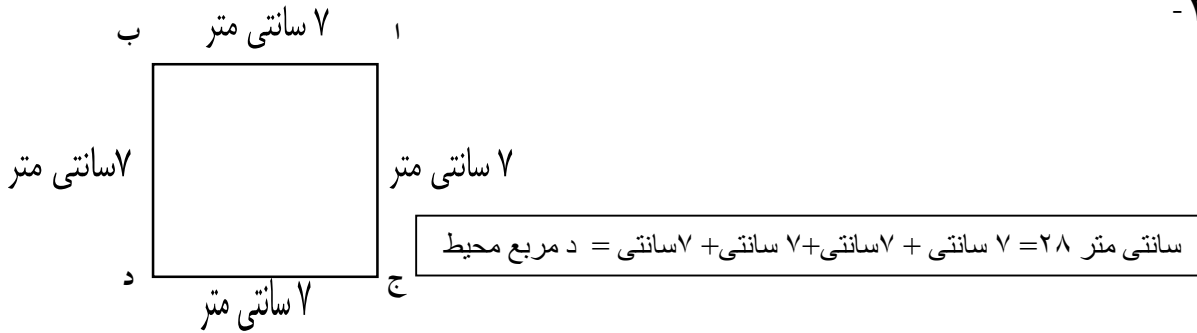 -
ا ۷ سانتی متر ب
۷ سانتی متر
۷سانتی متر
د مربع محیط = ۷سانتی +۷ سانتی+ ۷سانتی + ۷ سانتی =۲۸ سانتی متر
ج
د
۷ سانتی متر